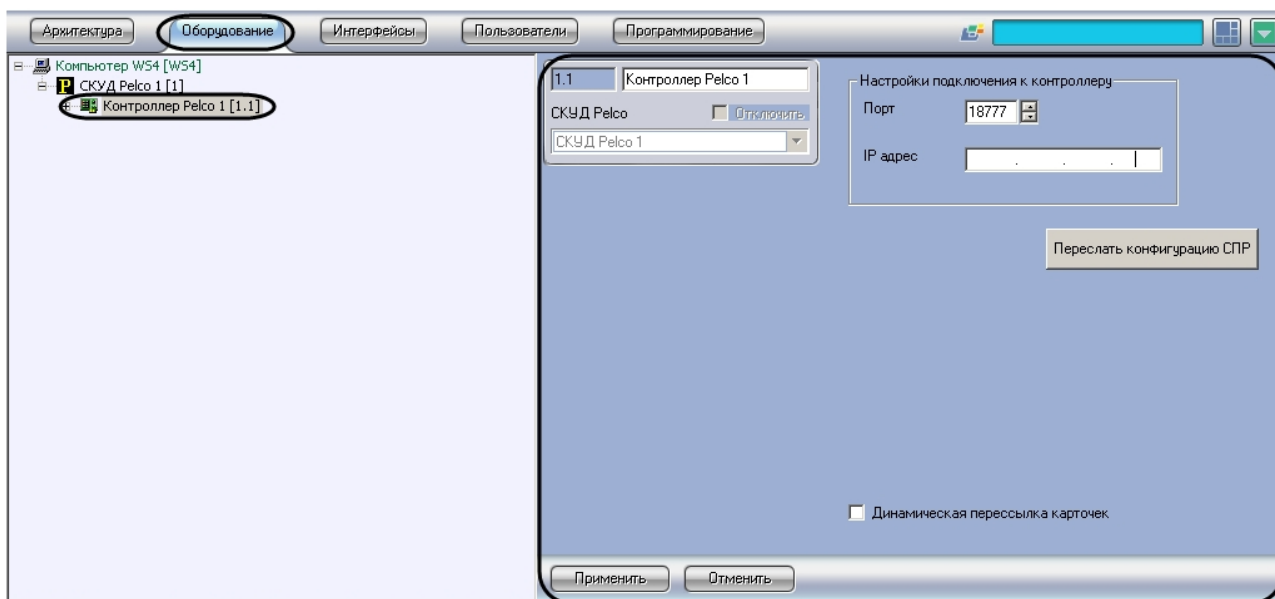 Архитектура Оборудование Интерфейсы Пользователи Программирование
Компьютер WS4 [WS4]
P СКУД Pelco 1 [1]
Контроллер Pelco 1 [1.1]
1.1 Контроллер Pelco 1
СКУД Pelco Отключить
СКУД Pelco 1
Настройки подключения к контроллеру
Порт 18777
IP адрес . . .
Переслать конфигурацию СПР
Динамическая перессылка карточек
Применить Отменить